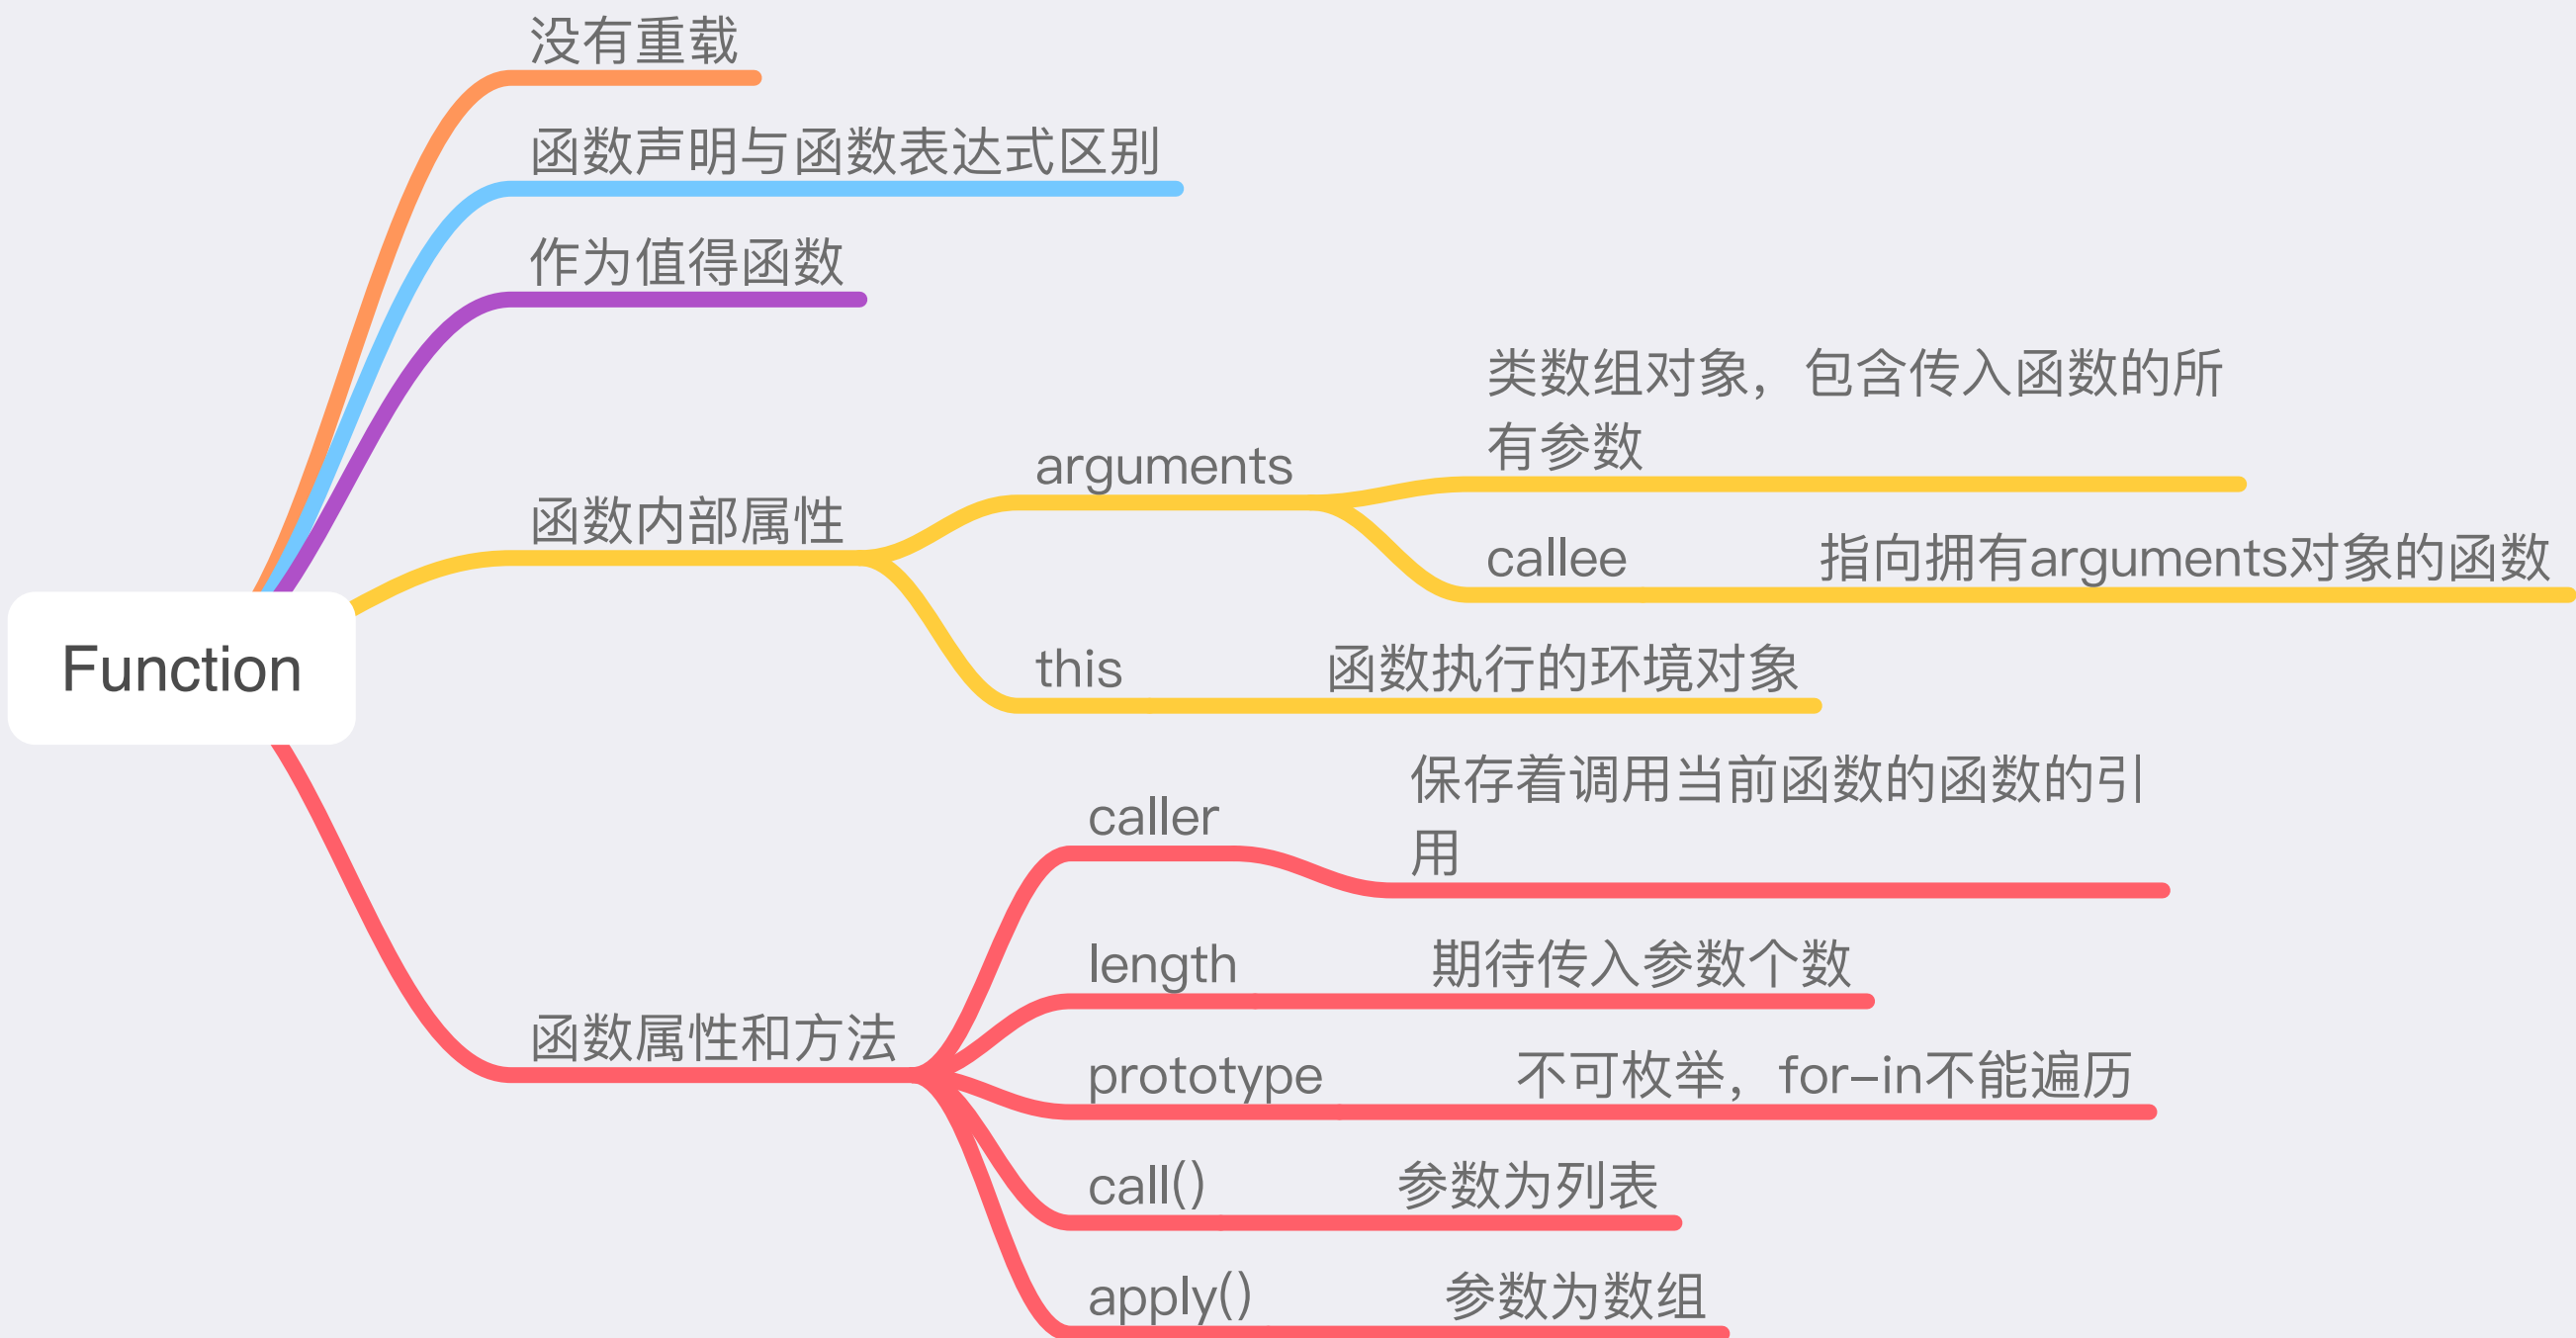 没有重载
函数声明与函数表达式区别
作为值得函数
类数组对象，包含传入函数的所
有参数
arguments
函数内部属性
callee
指向拥有arguments对象的函数
Function
this
函数执行的环境对象
保存着调用当前函数的函数的引
用
caller
length
期待传入参数个数
函数属性和方法
prototype
不可枚举，for-in不能遍历
call()
参数为列表
apply()
参数为数组